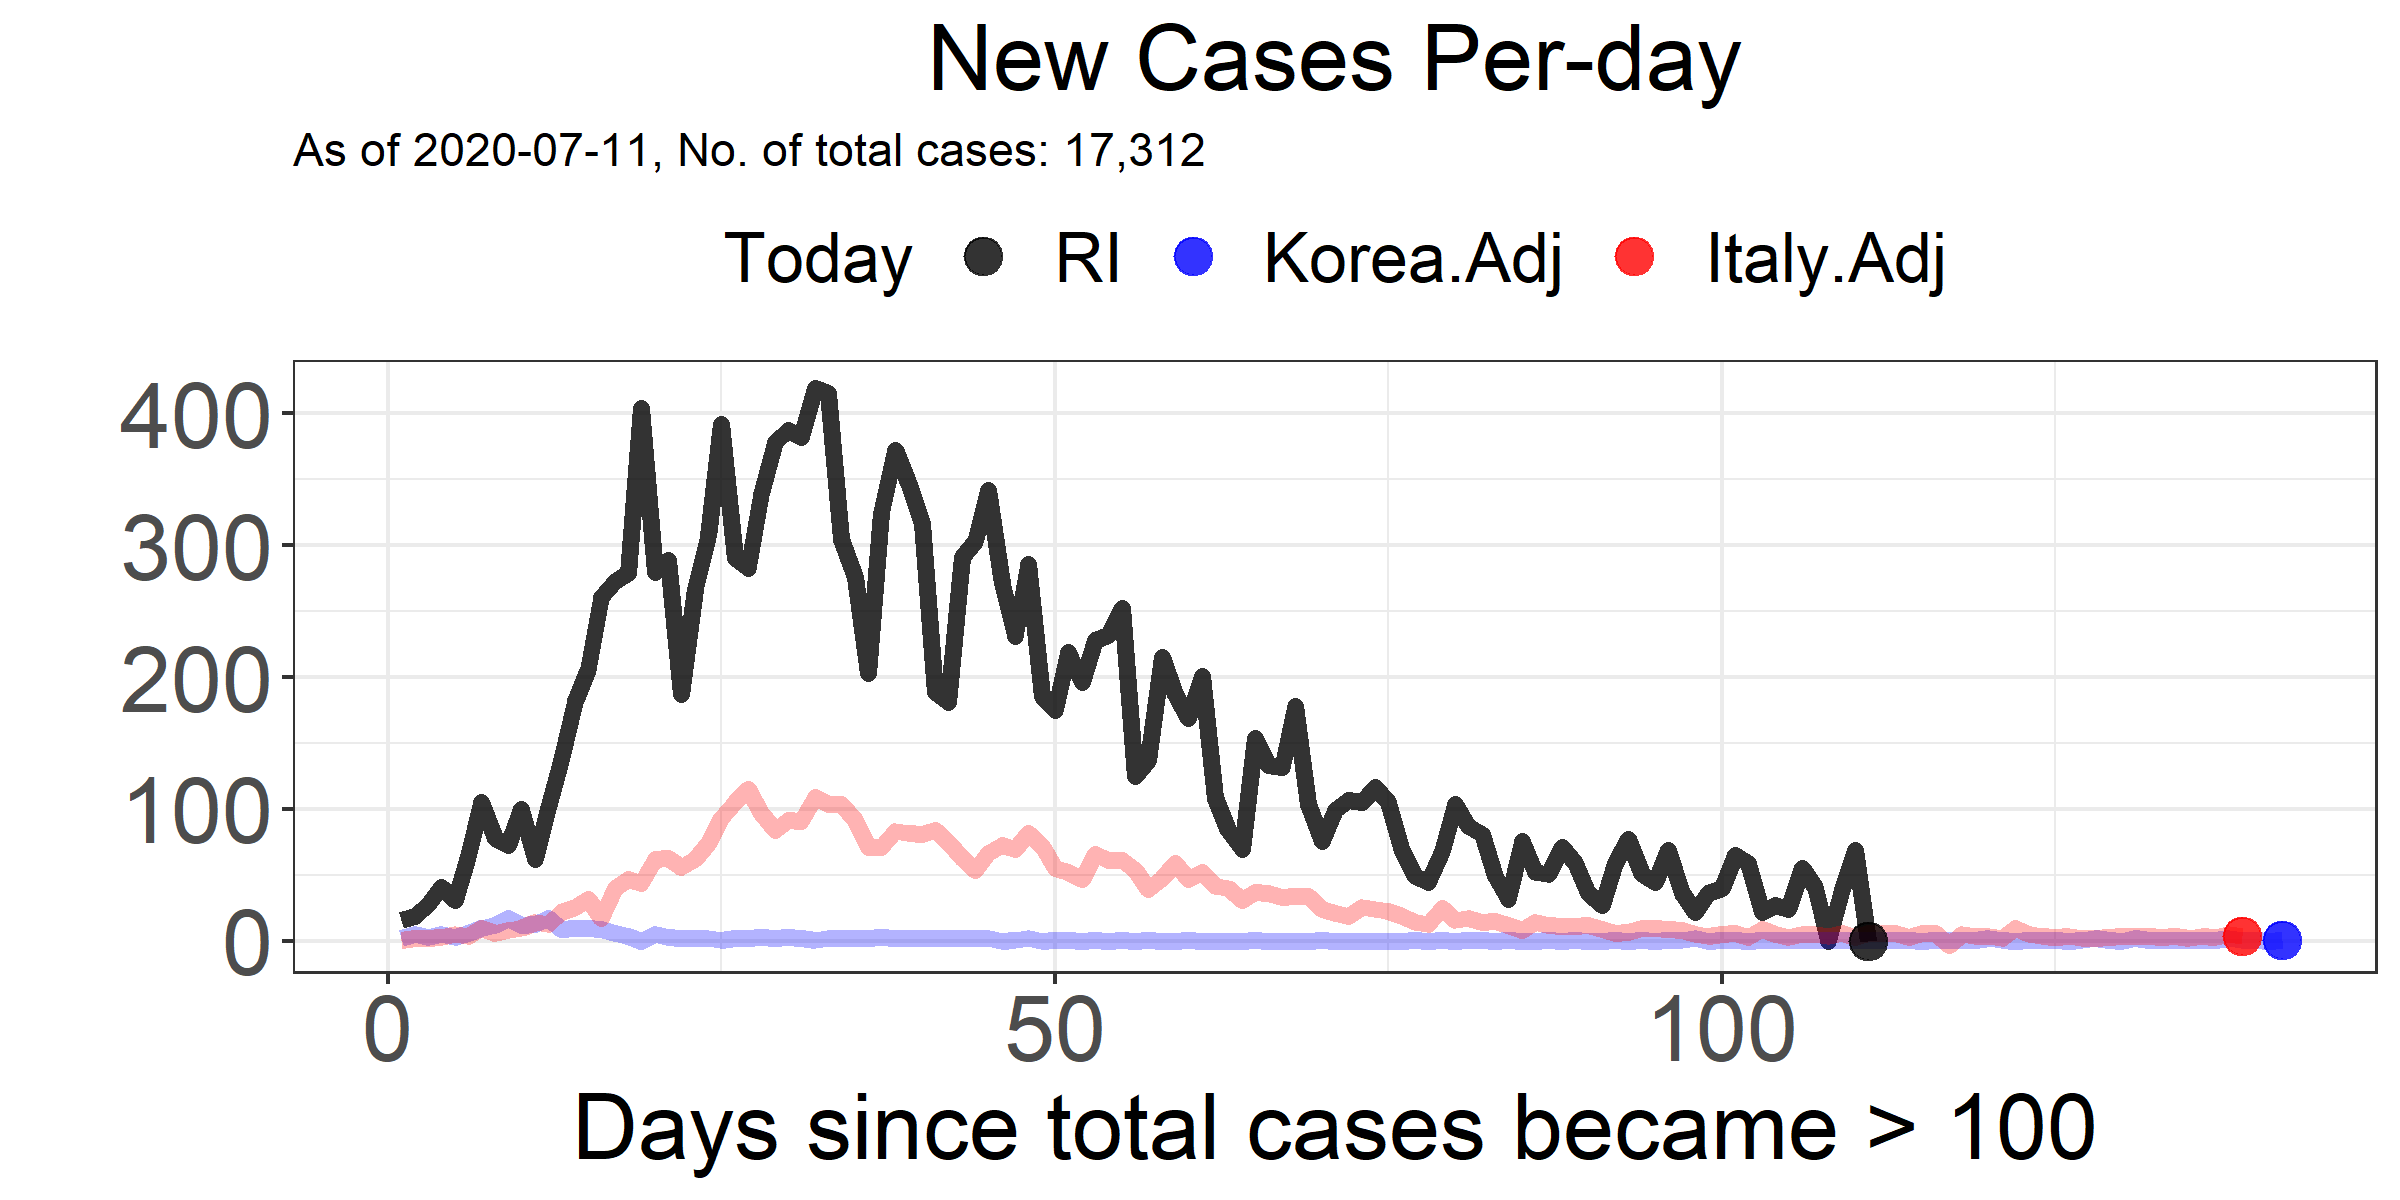 New Cases Per-day
As of 2020-07-11, No. of total cases: 17,312
Today RI Korea.Adj Italy.Adj
400
300
200
100
0
0 50 100
Days since total cases became > 100